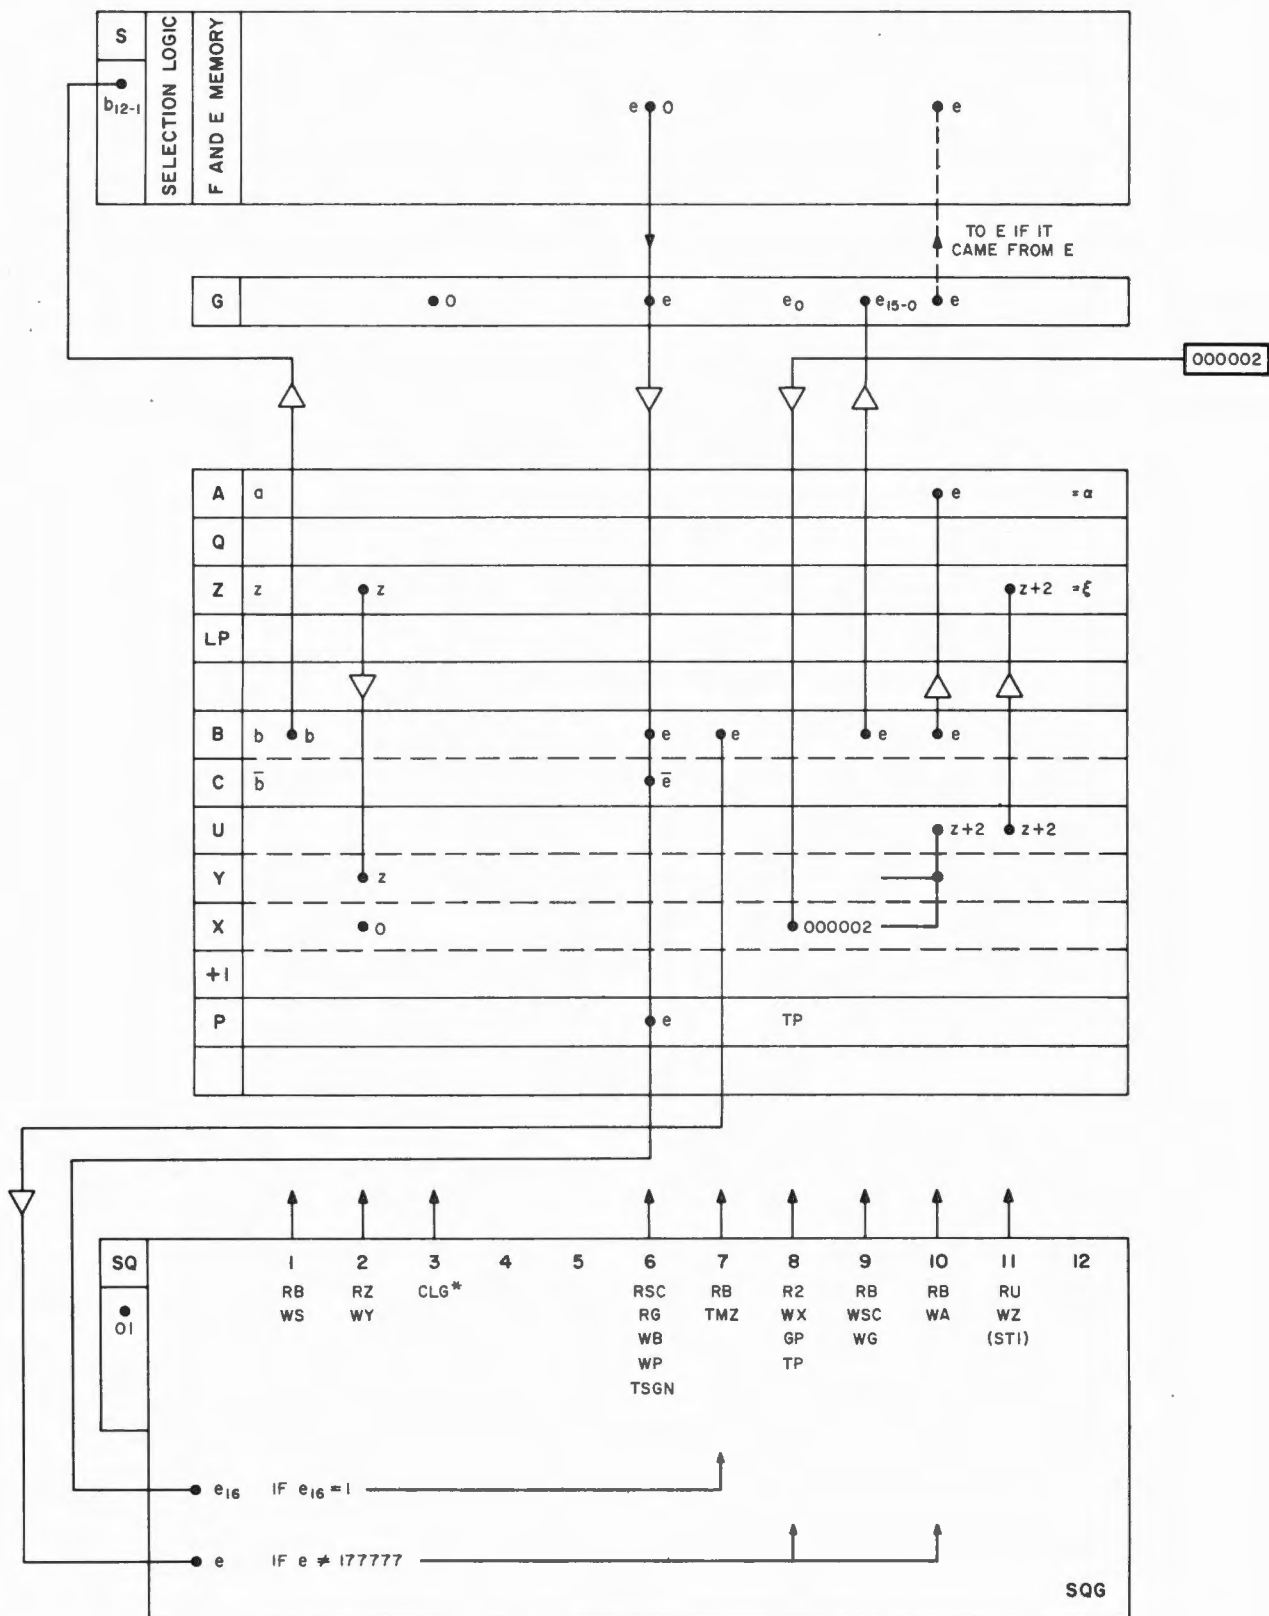 S
b12-1
SELECTION LOGIC
F AND E MEMORY
e 0
e
TO E IF IT
CAME FROM E
G
0
e
e0
e15-0
e
000002
A a e = α
Q
Z z z z+2 = ξ
LP
B b b e e e e
C b̅ e̅
U z+2 z+2
Y z
X 0 000002
+1
P e TP
SQ 1 2 3 4 5 6 7 8 9 10 11 12
01
RB RZ CLG* RSC RB R2 RB RB RU
WS WY RG TMZ WX WSC WA WZ
WB GP WG (STI)
WP TP
TSGN
e16 IF e16 = 1
e IF e ≠ 177777
SQG